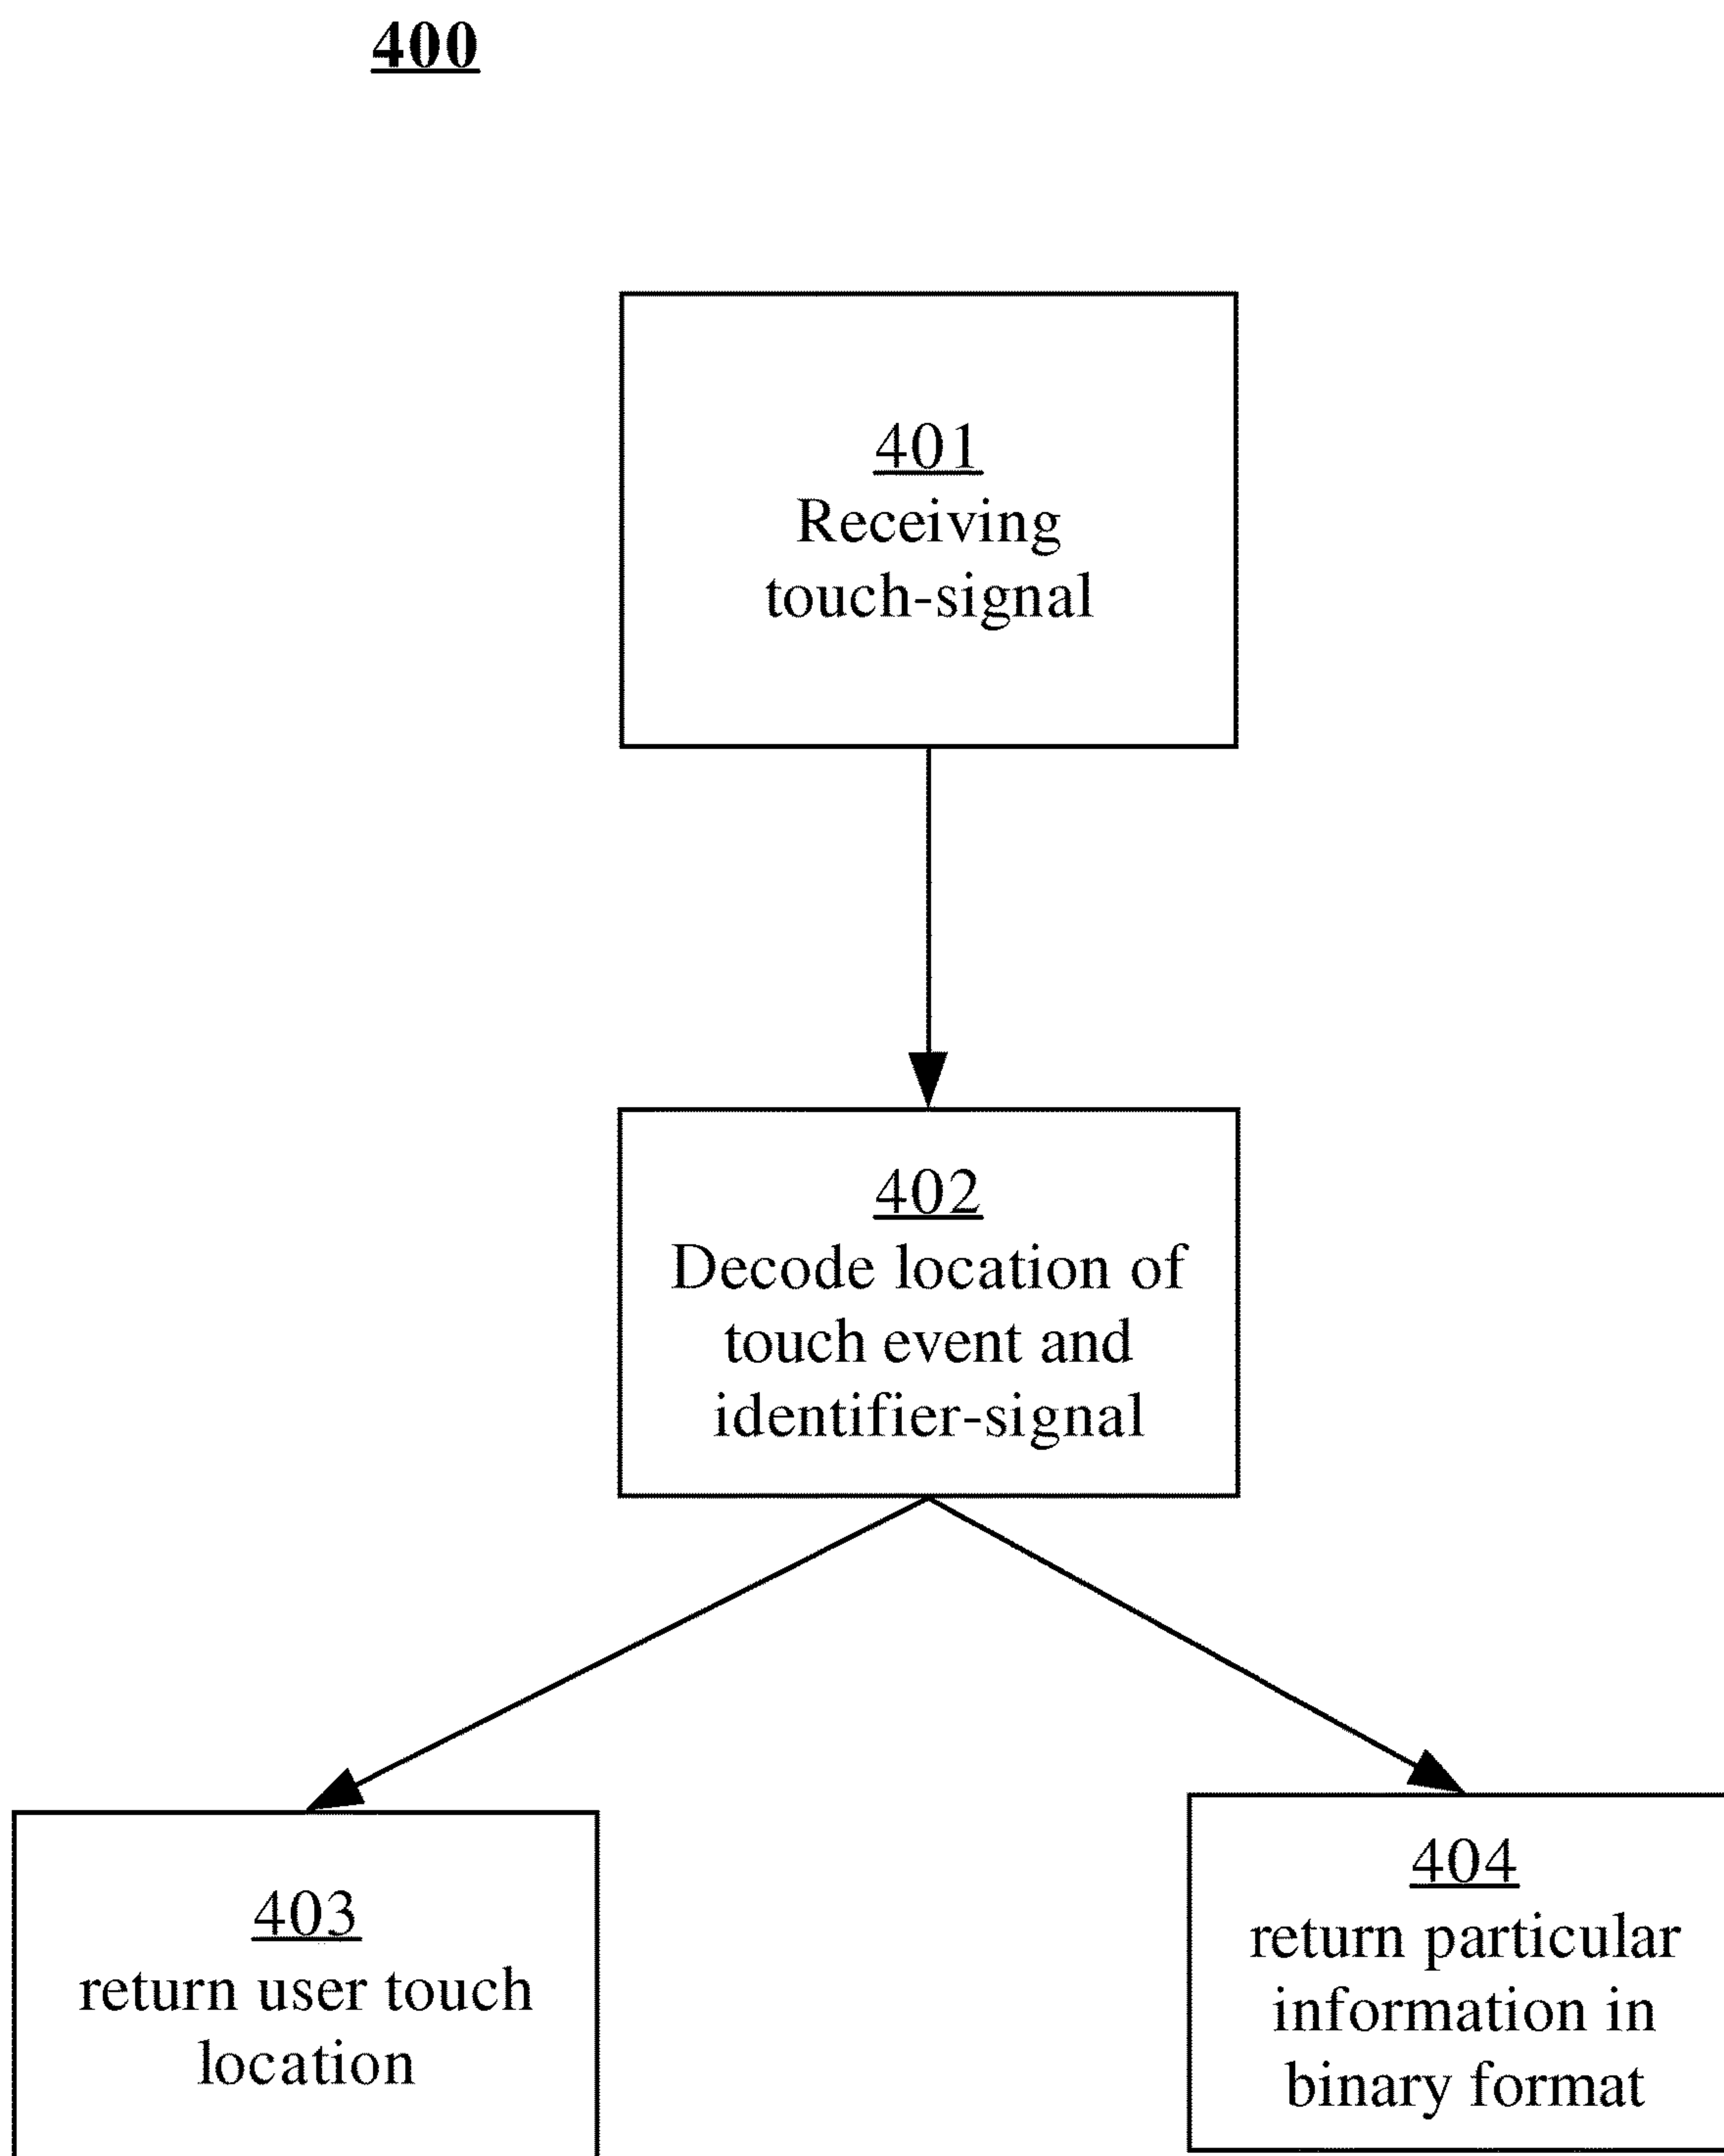 400
401
Receiving
touch-signal
402
Decode location of
touch event and
identifier-signal
403
return user touch
location
404
return particular
information in
binary format